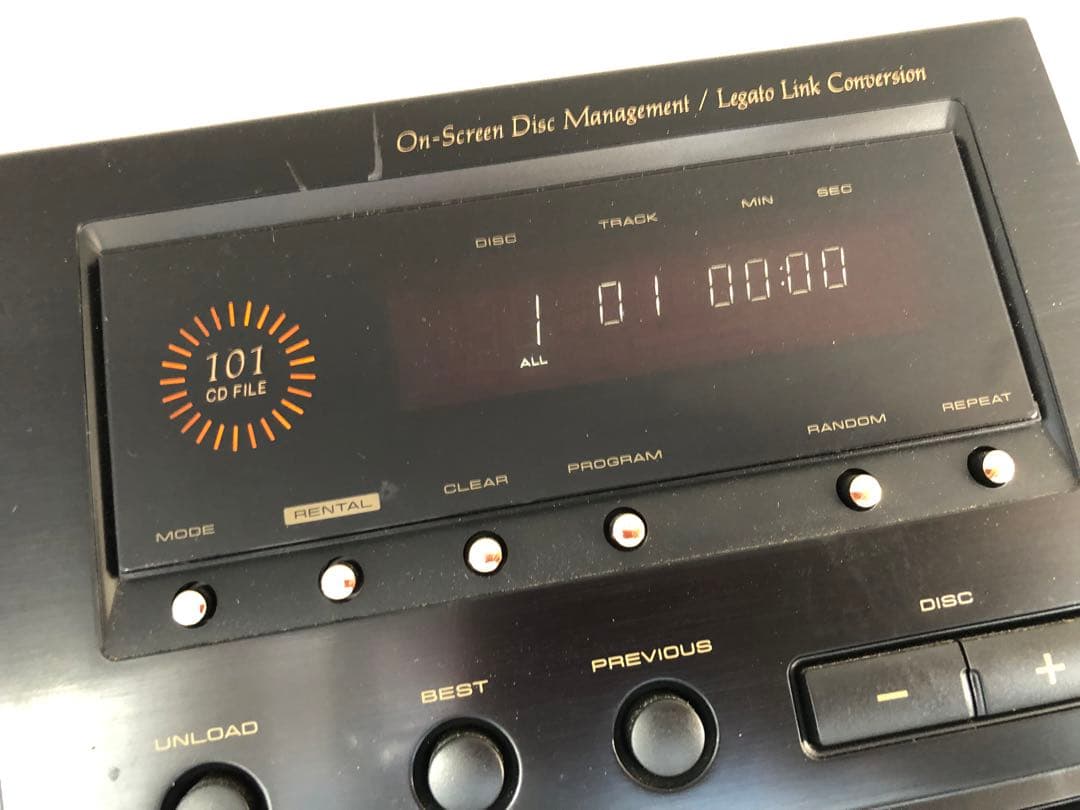 On-Screen Disc Management / Legato Link Conversion
DISC TRACK MIN SEC
1 01 00:00
ALL
101
CD FILE
MODE RENTAL CLEAR PROGRAM RANDOM REPEAT
UNLOAD BEST PREVIOUS DISC
− +